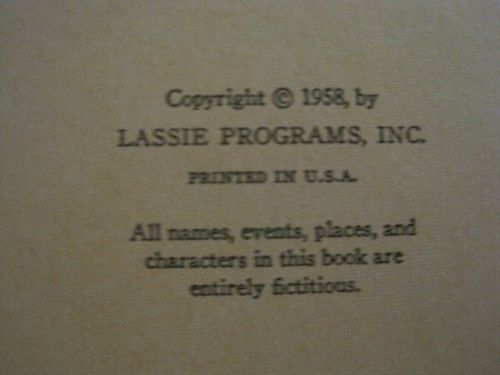 Copyright © 1958, by
LASSIE PROGRAMS, INC.
PRINTED IN U.S.A.
All names, events, places, and
characters in this book are
entirely fictitious.